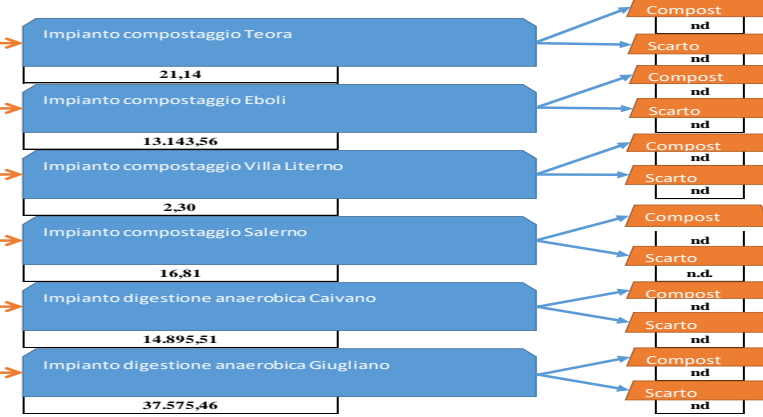 Compost
nd
Impianto compostaggio Teora
Scarto
nd
21,14
Compost
nd
Impianto compostaggio Eboli
Scarto
nd
13.143,56
Compost
nd
Impianto compostaggio Villa Literno
Scarto
nd
2,30
Compost
Impianto compostaggio Salerno
nd
Scarto
n.d.
16,81
Compost
nd
Impianto digestione anaerobica Caivano
Scarto
nd
14.895,51
Compost
nd
Impianto digestione anaerobica Giugliano
Scarto
nd
37.575,46